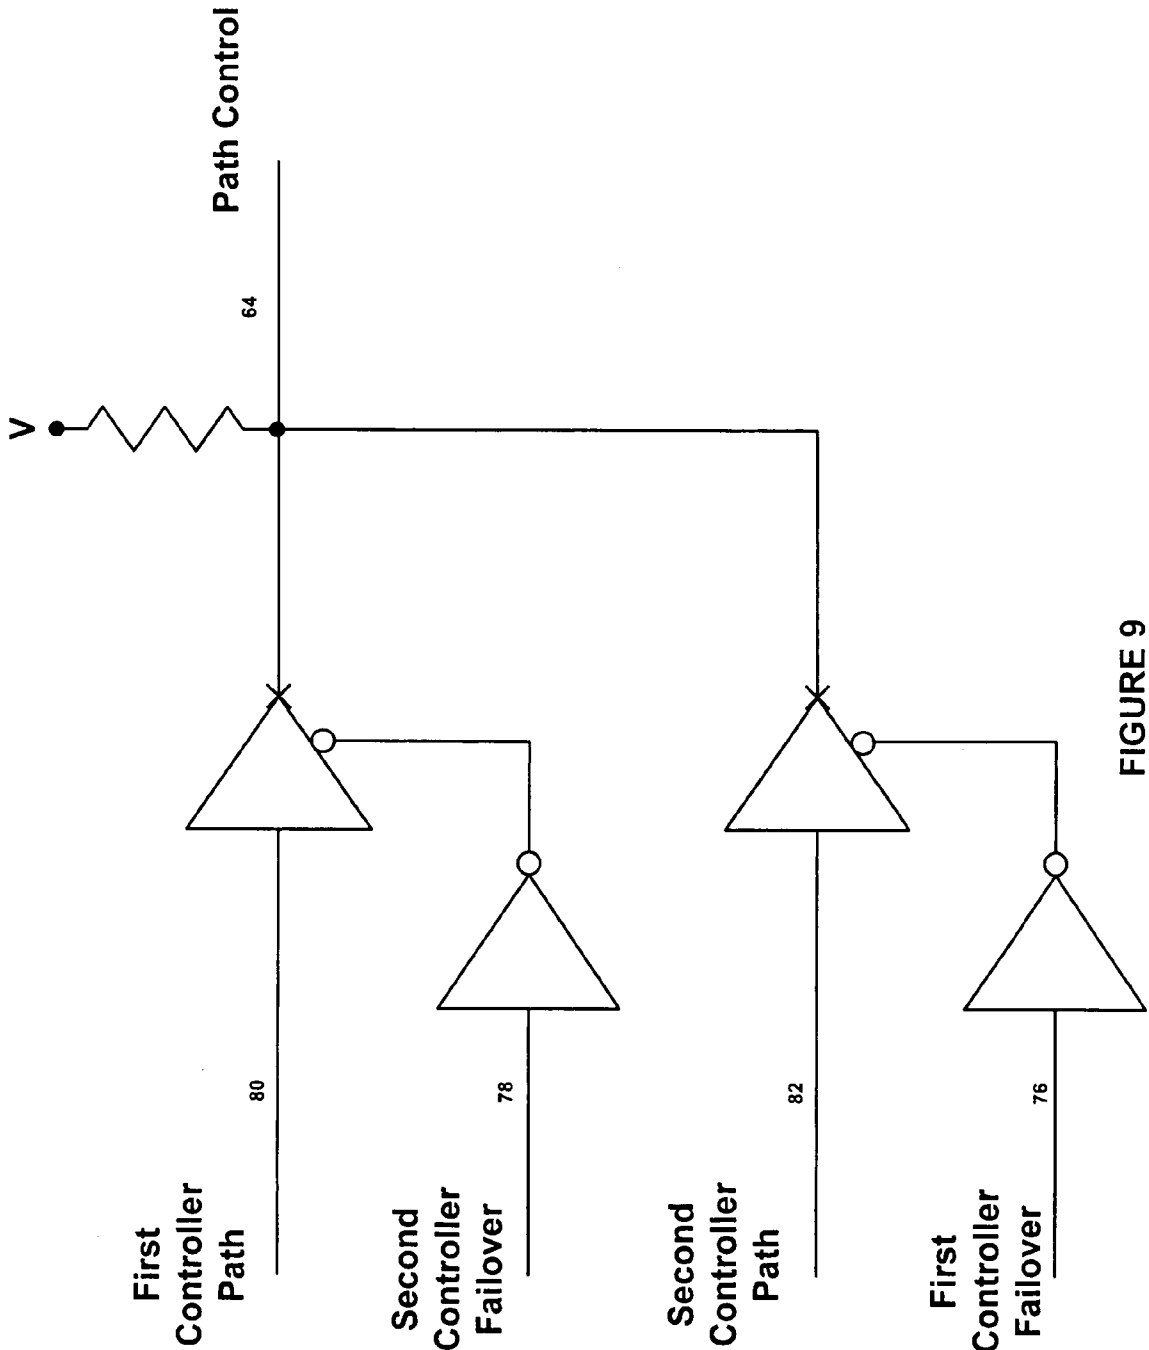 V
Path Control
64
First
Controller
Path
80
Second
Controller
Failover
78
Second
Controller
Path
82
First
Controller
Failover
76
FIGURE 9